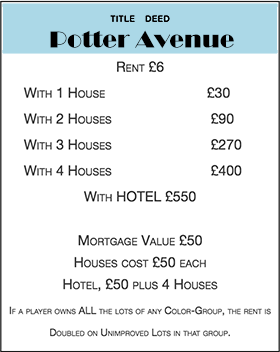 TITLE DEED
Potter Avenue
RENT £6
WITH 1 HOUSE £30
WITH 2 HOUSES £90
WITH 3 HOUSES £270
WITH 4 HOUSES £400
WITH HOTEL £550
MORTGAGE VALUE £50
HOUSES COST £50 EACH
HOTEL, £50 PLUS 4 HOUSES
IF A PLAYER OWNS ALL THE LOTS OF ANY COLOR-GROUP, THE RENT IS
DOUBLED ON UNIMPROVED LOTS IN THAT GROUP.